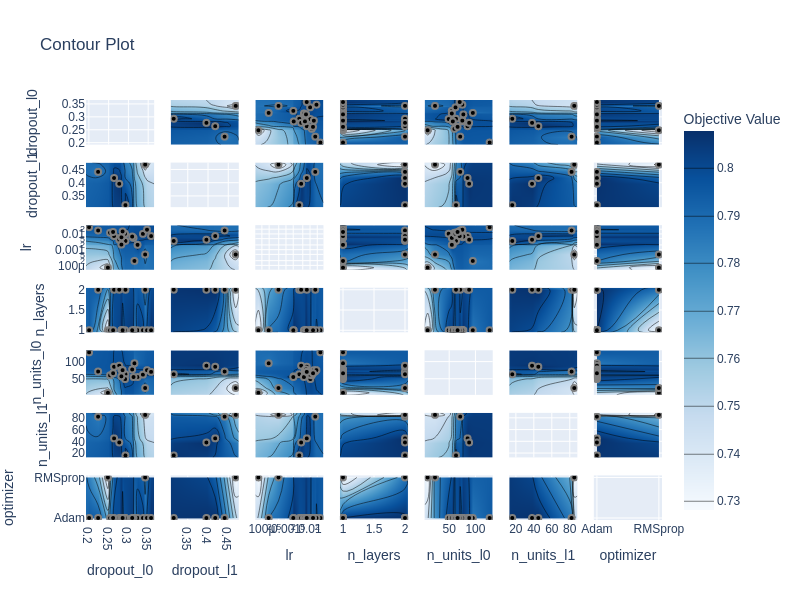 Contour Plot
Objective Value
0.8
0.79
0.78
0.77
0.76
0.75
0.74
0.73
dropout_l0
0.35
0.3
0.25
0.2
dropout_l1
0.45
0.4
0.35
lr
0.01
0.001
100μ
n_layers
2
1.5
1
n_units_l0
100
50
n_units_l1
80
60
40
20
optimizer
RMSprop
Adam
0.2 0.25 0.3 0.35
0.35 0.4 0.45
100μ 0.01
1 1.5 2
50 100
20 40 60 80
Adam RMSprop
dropout_l0 dropout_l1 lr n_layers n_units_l0 n_units_l1 optimizer